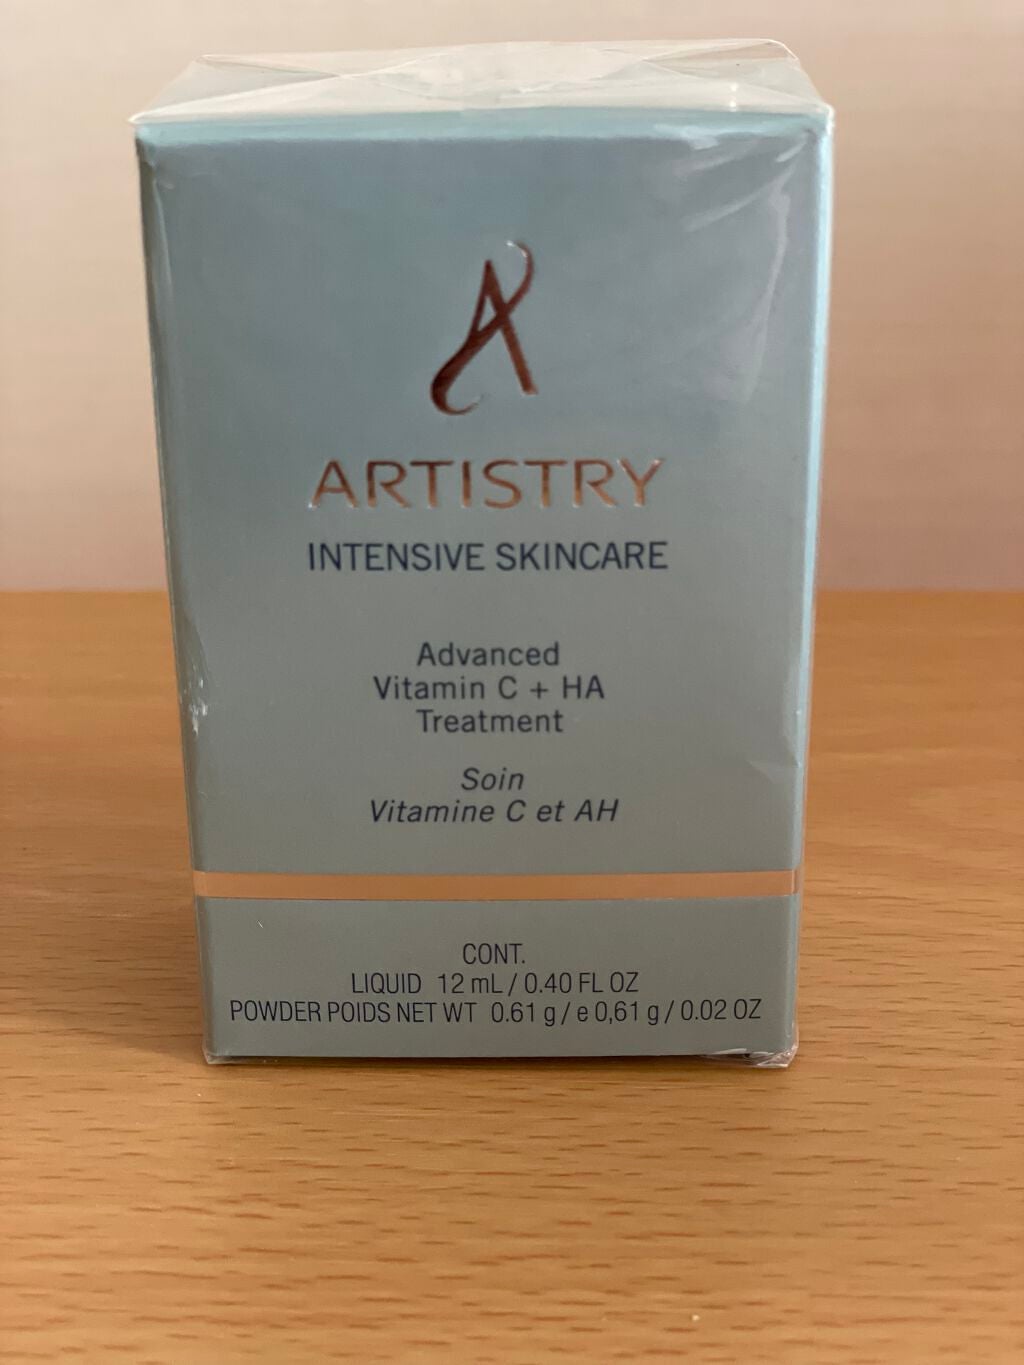 A
ARTISTRY
INTENSIVE SKINCARE
Advanced
Vitamin C + HA
Treatment
Soin
Vitamine C et AH
CONT.
LIQUID 12 mL / 0.40 FL OZ
POWDER POIDS NET WT 0.61 g / e 0,61 g / 0.02 OZ